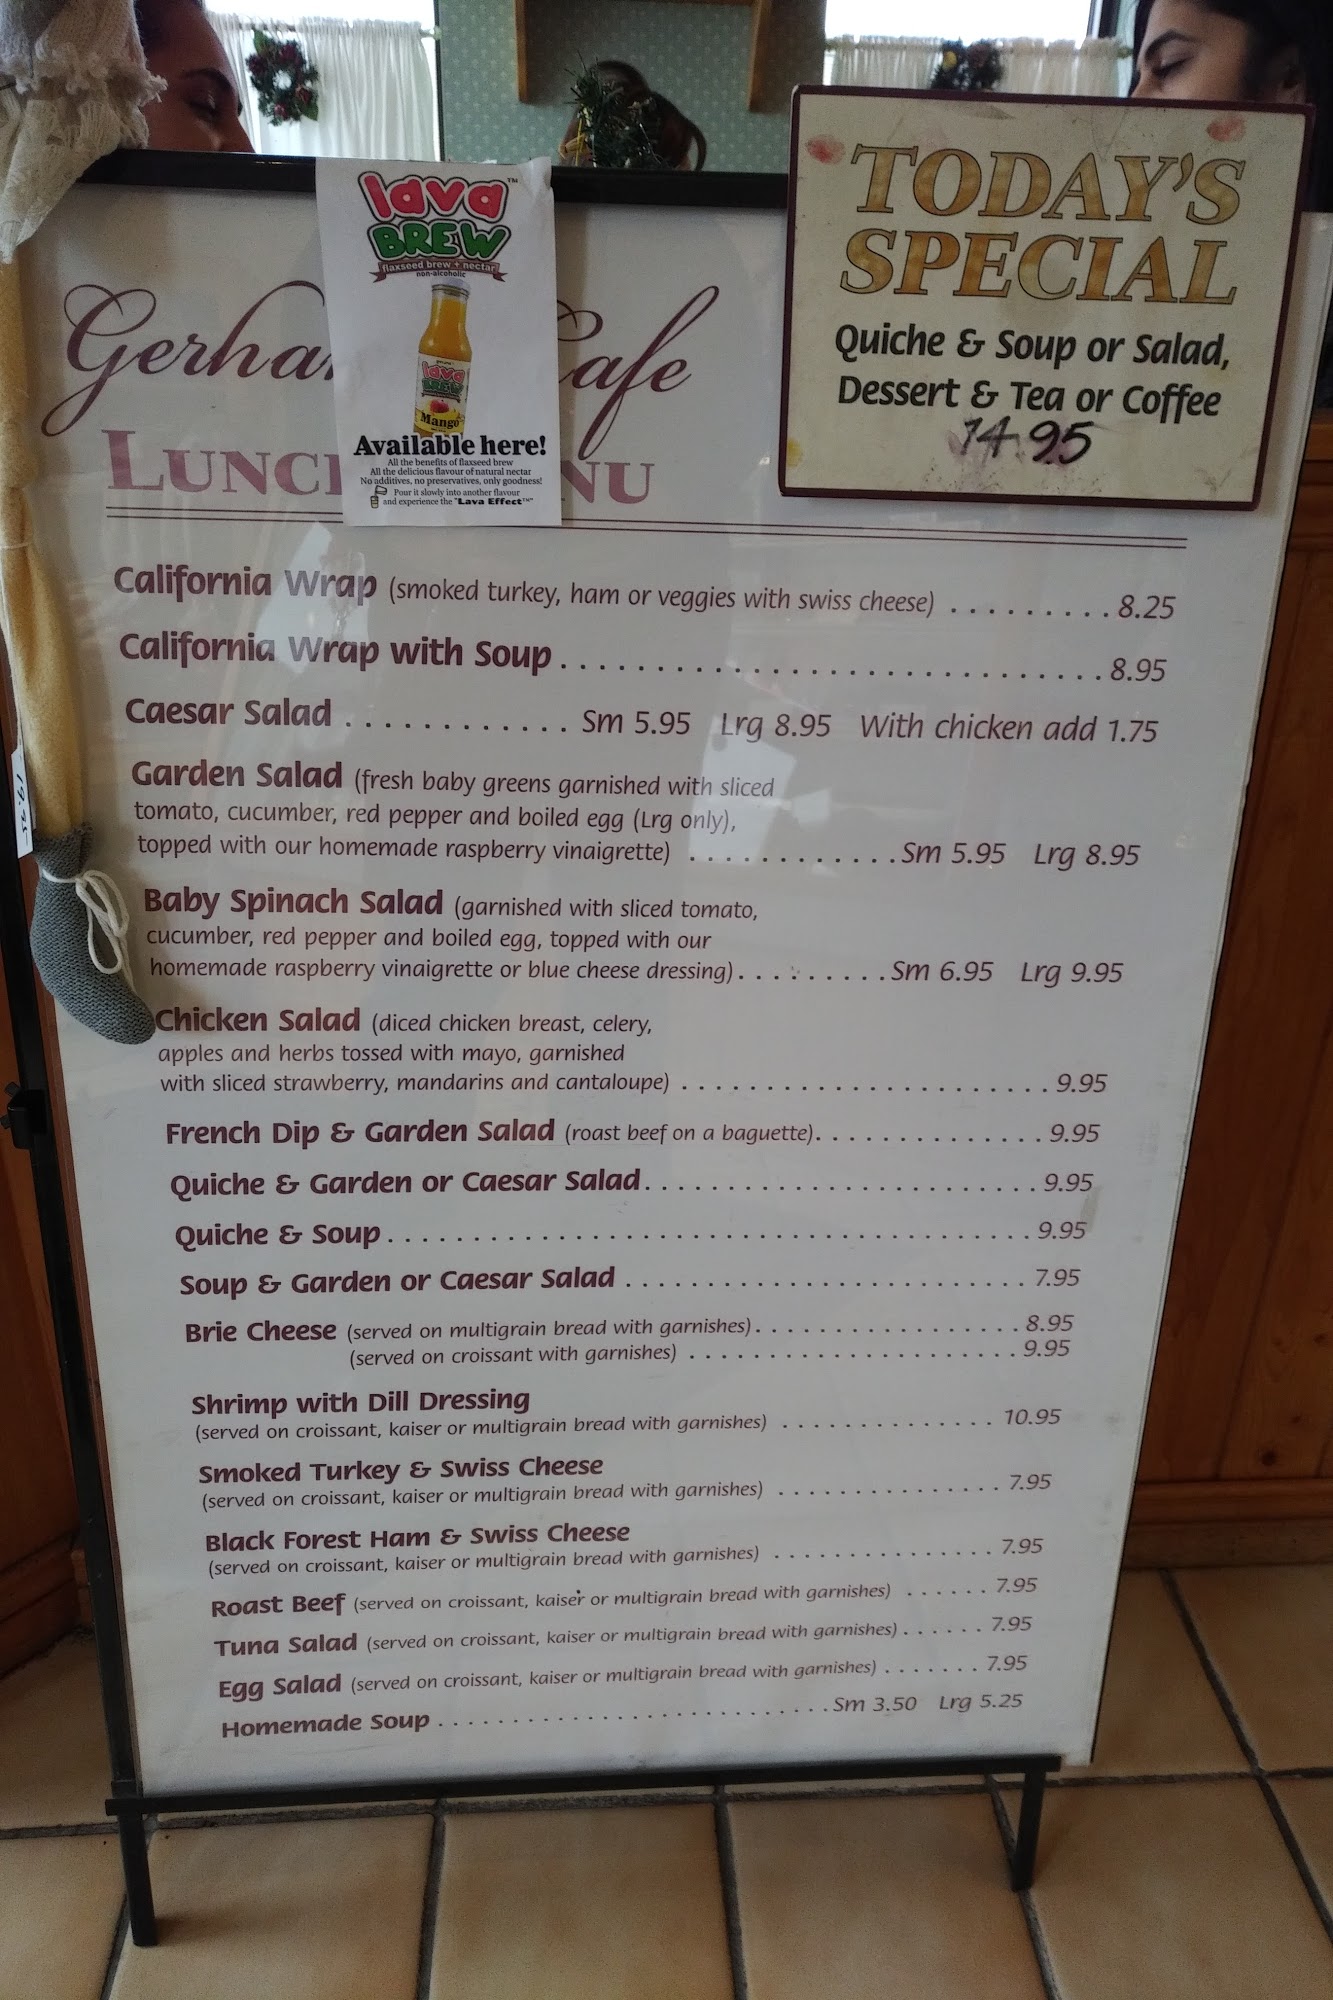 lava™
BREW
flaxseed brew + nectar
non-alcoholic
lava
BREW
Mango
Available here!
All the benefits of flaxseed brew
All the delicious flavour of natural nectar
No additives, no preservatives, only goodness!
Pour it slowly into another flavour
and experience the "Lava Effect™"
TODAY'S
SPECIAL
Quiche & Soup or Salad,
Dessert & Tea or Coffee
14.95
California Wrap (smoked turkey, ham or veggies with swiss cheese) . . . . . . . . . 8.25
California Wrap with Soup . . . . . . . . . . . . . . . . . . . . . . . . . . . . . 8.95
Caesar Salad . . . . . . . . . . . . Sm 5.95 Lrg 8.95 With chicken add 1.75
Garden Salad (fresh baby greens garnished with sliced
tomato, cucumber, red pepper and boiled egg (Lrg only),
topped with our homemade raspberry vinaigrette) . . . . . . . . . . . . Sm 5.95 Lrg 8.95
Baby Spinach Salad (garnished with sliced tomato,
cucumber, red pepper and boiled egg, topped with our
homemade raspberry vinaigrette or blue cheese dressing) . . . . . . . . . Sm 6.95 Lrg 9.95
Chicken Salad (diced chicken breast, celery,
apples and herbs tossed with mayo, garnished
with sliced strawberry, mandarins and cantaloupe) . . . . . . . . . . . . . . . . . . . . . . 9.95
French Dip & Garden Salad (roast beef on a baguette) . . . . . . . . . . . . . . 9.95
Quiche & Garden or Caesar Salad . . . . . . . . . . . . . . . . . . . . . . . . . . . 9.95
Quiche & Soup . . . . . . . . . . . . . . . . . . . . . . . . . . . . . . . . . . . . . . 9.95
Soup & Garden or Caesar Salad . . . . . . . . . . . . . . . . . . . . . . . . . . . 7.95
Brie Cheese (served on multigrain bread with garnishes) . . . . . . . . . . . . . . . . . 8.95
(served on croissant with garnishes) . . . . . . . . . . . . . . . . . . . . . 9.95
Shrimp with Dill Dressing
(served on croissant, kaiser or multigrain bread with garnishes) . . . . . . . . . . . . . . 10.95
Smoked Turkey & Swiss Cheese
(served on croissant, kaiser or multigrain bread with garnishes) . . . . . . . . . . . . . . . 7.95
Black Forest Ham & Swiss Cheese
(served on croissant, kaiser or multigrain bread with garnishes) . . . . . . . . . . . . . . . 7.95
Roast Beef (served on croissant, kaiser or multigrain bread with garnishes) . . . . . . 7.95
Tuna Salad (served on croissant, kaiser or multigrain bread with garnishes) . . . . . . 7.95
Egg Salad (served on croissant, kaiser or multigrain bread with garnishes) . . . . . . . 7.95
Homemade Soup . . . . . . . . . . . . . . . . . . . . . . . . . . . . . Sm 3.50 Lrg 5.25